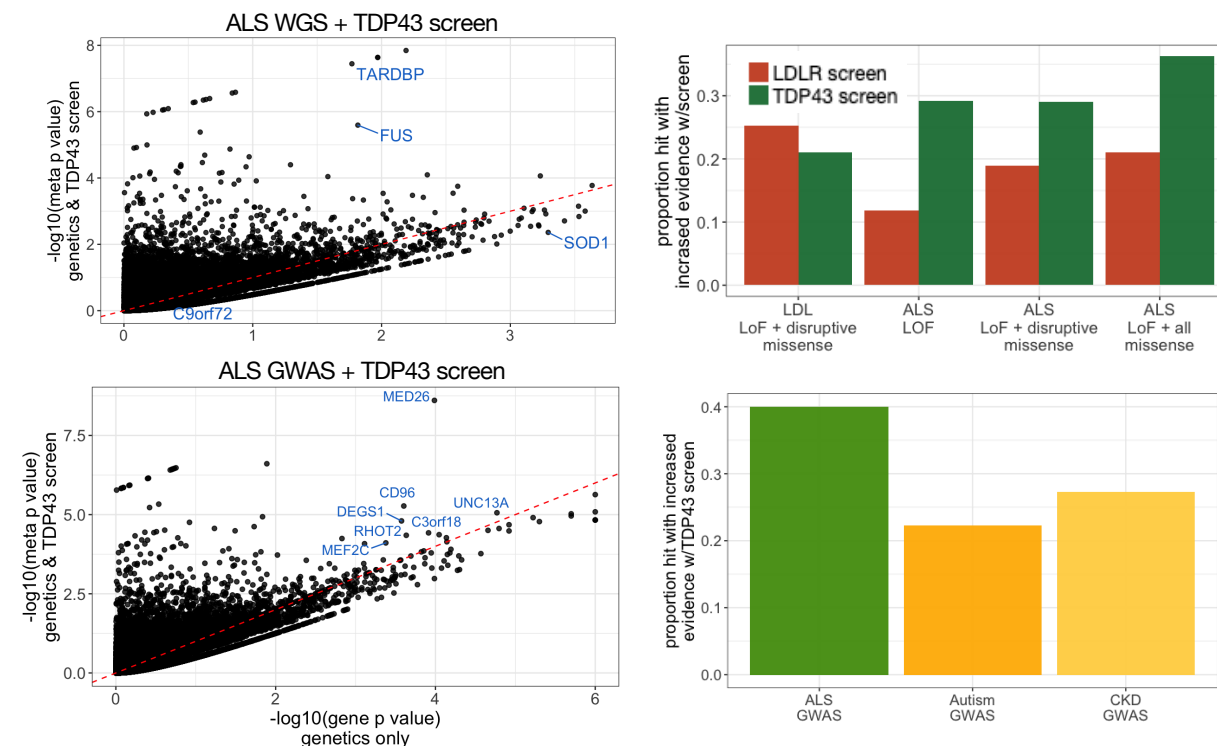 ALS WGS + TDP43 screen
-log10(meta p value)
genetics & TDP43 screen
8
6
4
2
0
TARDBP
FUS
SOD1
C9orf72
0
1
2
3
proportion hit with
incrased evidence w/screen
0.3
0.2
0.1
0.0
LDLR screen
TDP43 screen
LDL
LoF + disruptive
missense
ALS
LOF
ALS
LoF + disruptive
missense
ALS
LoF + all
missense
ALS GWAS + TDP43 screen
-log10(meta p value)
genetics & TDP43 screen
7.5
5.0
2.5
0.0
MED26
CD96
UNC13A
DEGS1
C3orf18
RHOT2
MEF2C
0
2
4
6
-log10(gene p value)
genetics only
proportion hit with increased
evidence w/TDP43 screen
0.4
0.3
0.2
0.1
0.0
ALS
GWAS
Autism
GWAS
CKD
GWAS